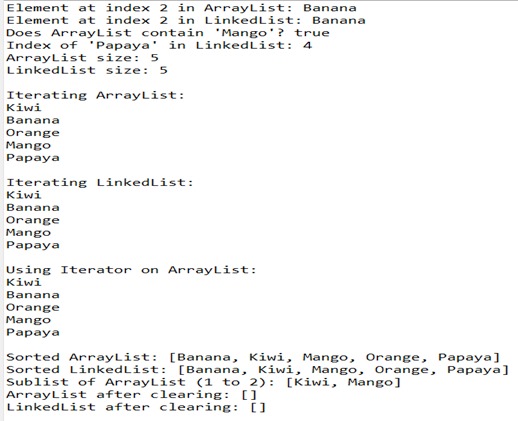 Element at index 2 in ArrayList: Banana
Element at index 2 in LinkedList: Banana
Does ArrayList contain 'Mango'? true
Index of 'Papaya' in LinkedList: 4
ArrayList size: 5
LinkedList size: 5

Iterating ArrayList:
Kiwi
Banana
Orange
Mango
Papaya

Iterating LinkedList:
Kiwi
Banana
Orange
Mango
Papaya

Using Iterator on ArrayList:
Kiwi
Banana
Orange
Mango
Papaya

Sorted ArrayList: [Banana, Kiwi, Mango, Orange, Papaya]
Sorted LinkedList: [Banana, Kiwi, Mango, Orange, Papaya]
Sublist of ArrayList (1 to 2): [Kiwi, Mango]
ArrayList after clearing: []
LinkedList after clearing: []